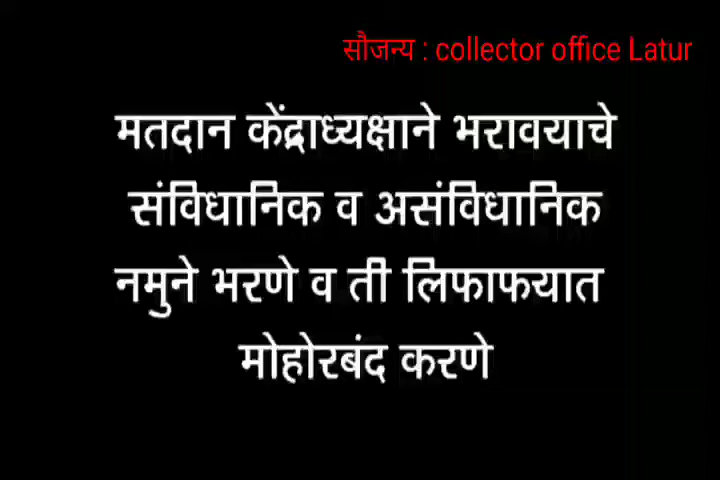 सौजन्य : collector office Latur
मतदान केंद्राध्यक्षाने भरावयाचे
संविधानिक व असंविधानिक
नमुने भरणे व ती लिफाफयात
मोहोरबंद करणे